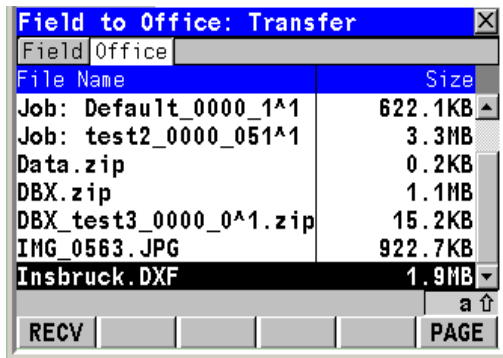 Field to Office: Transfer
Field Office
File Name Size
Job: Default_0000_1^1 622.1KB
Job: test2_0000_051^1 3.3MB
Data.zip 0.2KB
DBX.zip 1.1MB
DBX_test3_0000_0^1.zip 15.2KB
IMG_0563.JPG 922.7KB
Insbruck.DXF 1.9MB
a
RECV PAGE